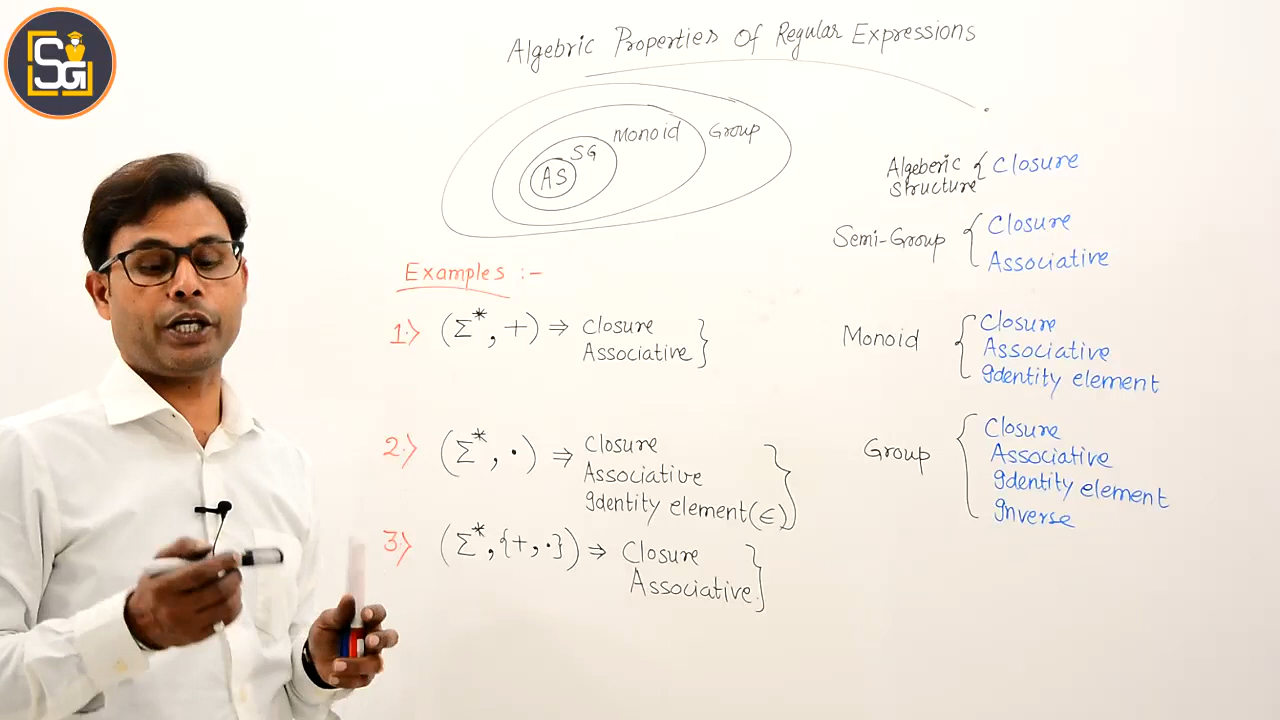 SG
Algebric Properties Of Regular Expressions
AS
SG
Monoid
Group
Algeberic Structure { Closure
Semi-Group { Closure
Associative
Examples :-
1.> (Σ*, +) ⇒ Closure
Associative }
Monoid { Closure
Associative
Identity element
2.> (Σ*, ·) ⇒ Closure
Associative
Identity element(∈) }
Group { Closure
Associative
Identity element
Inverse
3.> (Σ*, {+, ·}) ⇒ Closure
Associative }